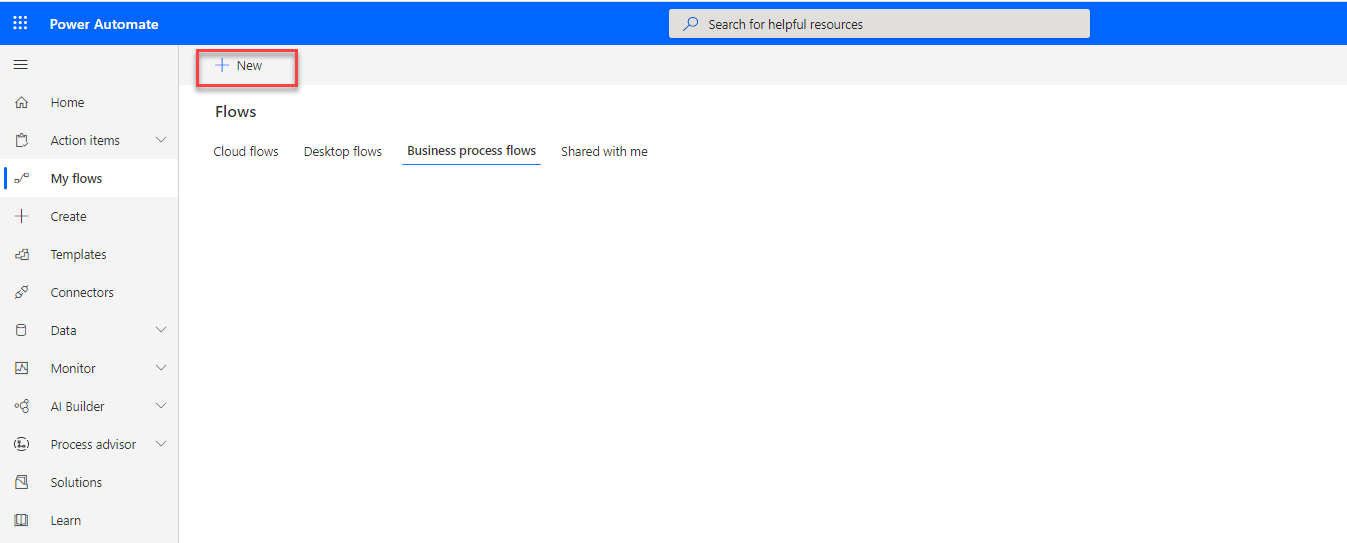 Power Automate
Search for helpful resources
New
Home
Action items
My flows
Create
Templates
Connectors
Data
Monitor
AI Builder
Process advisor
Solutions
Learn
Flows
Cloud flows Desktop flows Business process flows Shared with me